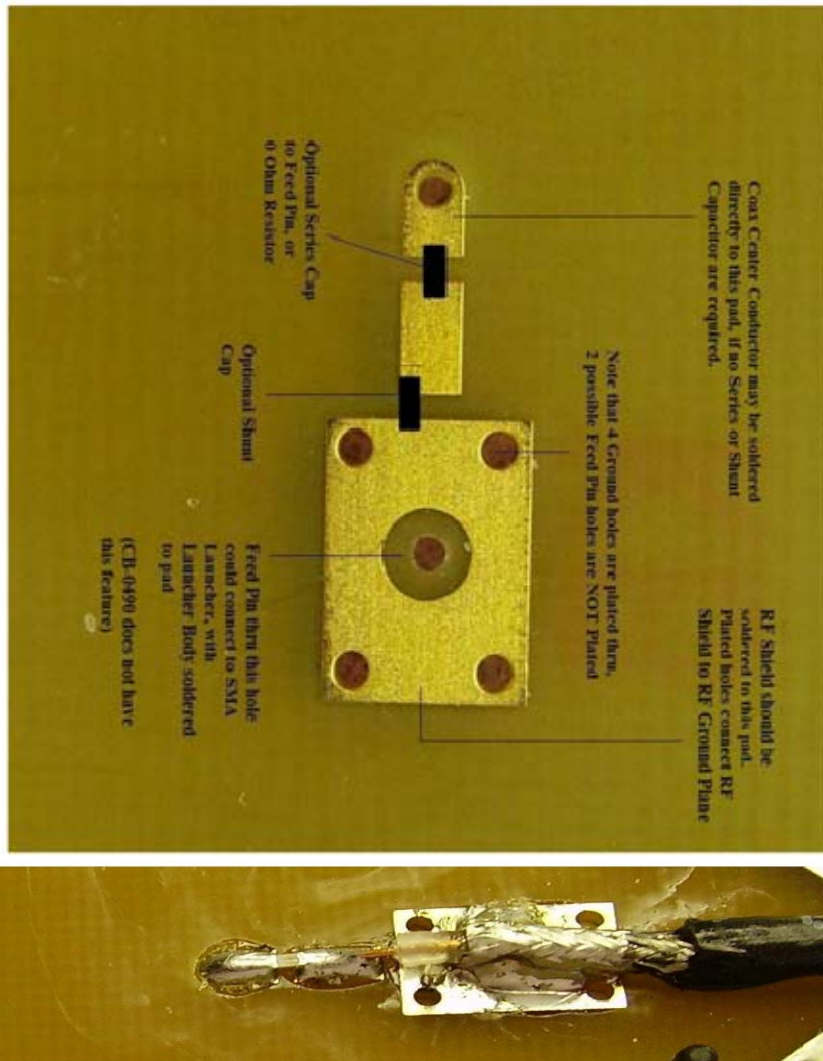 Coax Center Conductor may be soldered
directly to this pad, if no Series or Shunt
Capacitor are required.
RF Shield should be
soldered to this pad.
Plated holes connect RF
Shield to RF Ground Plane
Note that 4 Ground holes are plated thru,
2 possible Feed Pin holes are NOT Plated
Optional Series Cap
to Feed Pin, or
0 Ohm Resistor
Optional Shunt
Cap
Feed Pin thru this hole
could connect to SMA
Launcher, with
Launcher Body soldered
to pad
(CB-0490 does not have
this feature)